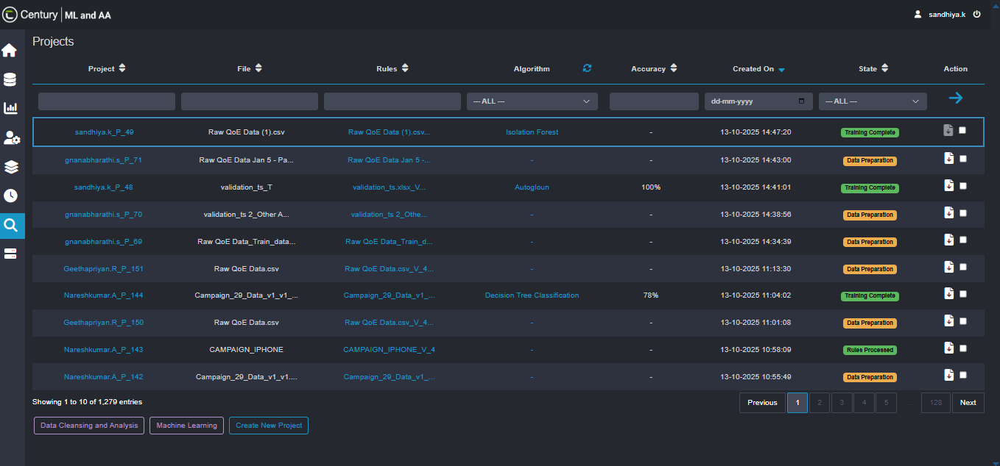 Century | ML and AA
sandhiya.k
Projects
Project File Rules Algorithm Accuracy Created On State Action
--- ALL --- dd-mm-yyyy --- ALL ---
sandhiya.k_P_49 Raw QoE Data (1).csv Raw QoE Data (1).csv... Isolation Forest - 13-10-2025 14:47:20 Training Complete
gnanabharathi.s_P_71 Raw QoE Data Jan 5 - Pa... Raw QoE Data Jan 5 -... - - 13-10-2025 14:43:00 Data Preparation
sandhiya.k_P_48 validation_ts_T validation_ts.xlsx_V... Autogloun 100% 13-10-2025 14:41:01 Training Complete
gnanabharathi.s_P_70 validation_ts 2_Other A... validation_ts 2_Othe... - - 13-10-2025 14:38:56 Data Preparation
gnanabharathi.s_P_69 Raw QoE Data_Train_data... Raw QoE Data_Train_d... - - 13-10-2025 14:34:39 Data Preparation
Geethapriyan.R_P_151 Raw QoE Data.csv Raw QoE Data.csv_V_4... - - 13-10-2025 11:13:30 Data Preparation
Nareshkumar.A_P_144 Campaign_29_Data_v1_v1_... Campaign_29_Data_v1_... Decision Tree Classification 78% 13-10-2025 11:04:02 Training Complete
Geethapriyan.R_P_150 Raw QoE Data.csv Raw QoE Data.csv_V_4... - - 13-10-2025 11:01:08 Data Preparation
Nareshkumar.A_P_143 CAMPAIGN_IPHONE CAMPAIGN_IPHONE_V_4 - - 13-10-2025 10:58:09 Rules Processed
Nareshkumar.A_P_142 Campaign_29_Data_v1_v1.... Campaign_29_Data_v1_... - - 13-10-2025 10:55:49 Data Preparation
Showing 1 to 10 of 1,279 entries
Previous 1 2 3 4 5 ... 128 Next
Data Cleansing and Analysis Machine Learning Create New Project